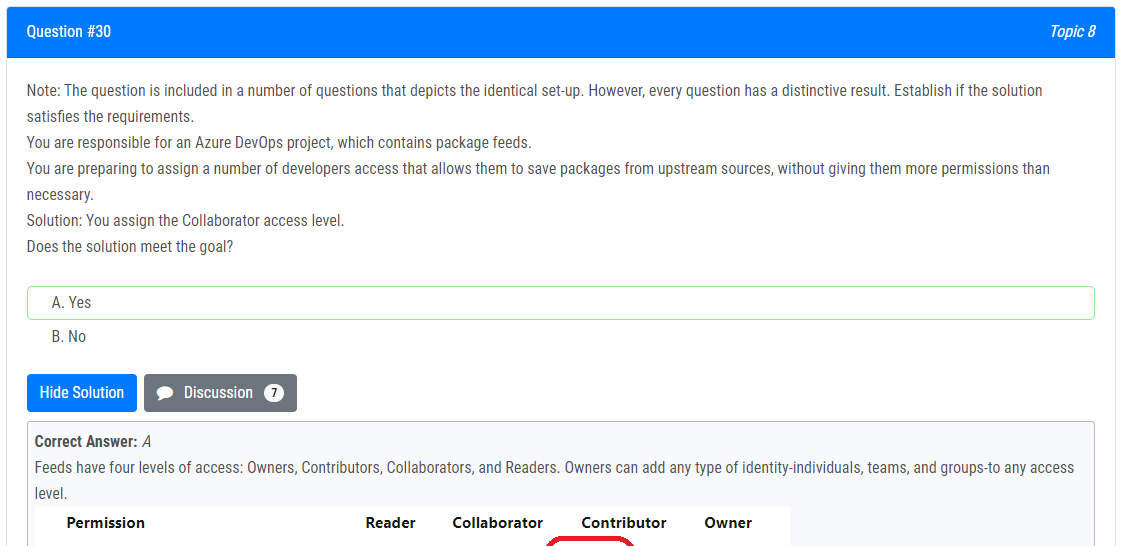 Question #30
Topic 8
Note: The question is included in a number of questions that depicts the identical set-up. However, every question has a distinctive result. Establish if the solution
satisfies the requirements.
You are responsible for an Azure DevOps project, which contains package feeds.
You are preparing to assign a number of developers access that allows them to save packages from upstream sources, without giving them more permissions than
necessary.
Solution: You assign the Collaborator access level.
Does the solution meet the goal?
A. Yes
B. No
Hide Solution
Discussion 7
Correct Answer: A
Feeds have four levels of access: Owners, Contributors, Collaborators, and Readers. Owners can add any type of identity-individuals, teams, and groups-to any access
level.
Permission Reader Collaborator Contributor Owner